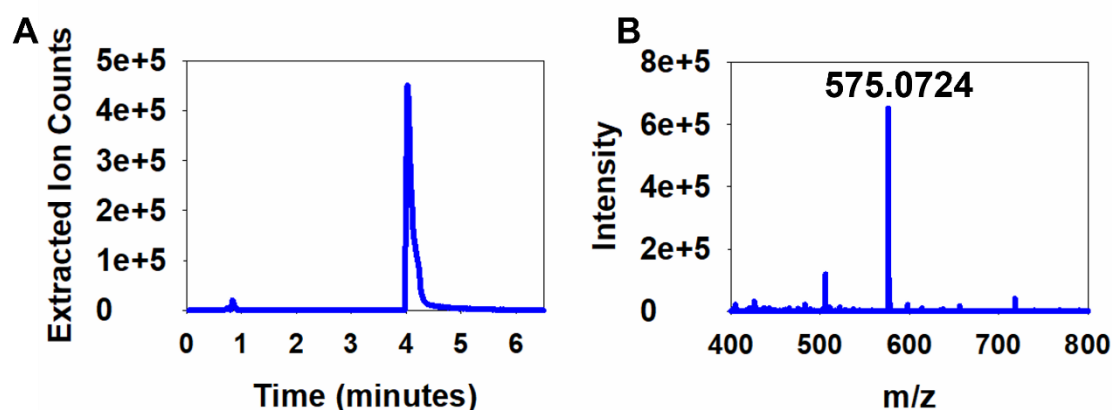 A
Extracted Ion Counts
5e+5
4e+5
3e+5
2e+5
1e+5
0
0 1 2 3 4 5 6
Time (minutes)
B
Intensity
8e+5
6e+5
4e+5
2e+5
0
575.0724
400 500 600 700 800
m/z